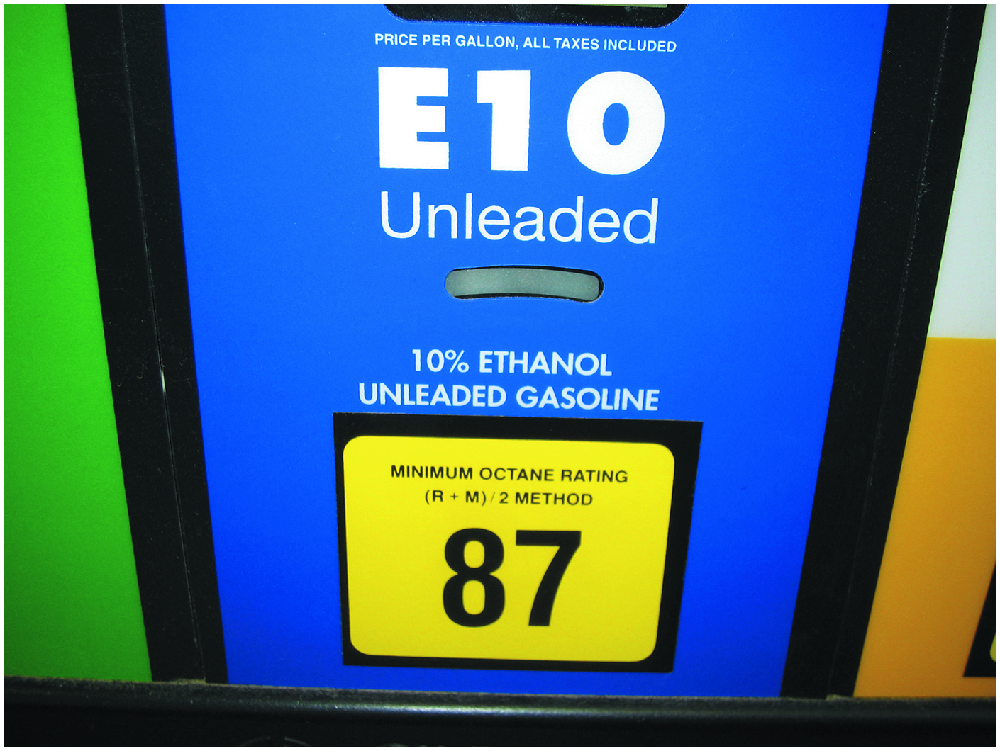 PRICE PER GALLON, ALL TAXES INCLUDED
E10
Unleaded
10% ETHANOL
UNLEADED GASOLINE
MINIMUM OCTANE RATING
(R + M) / 2 METHOD
87